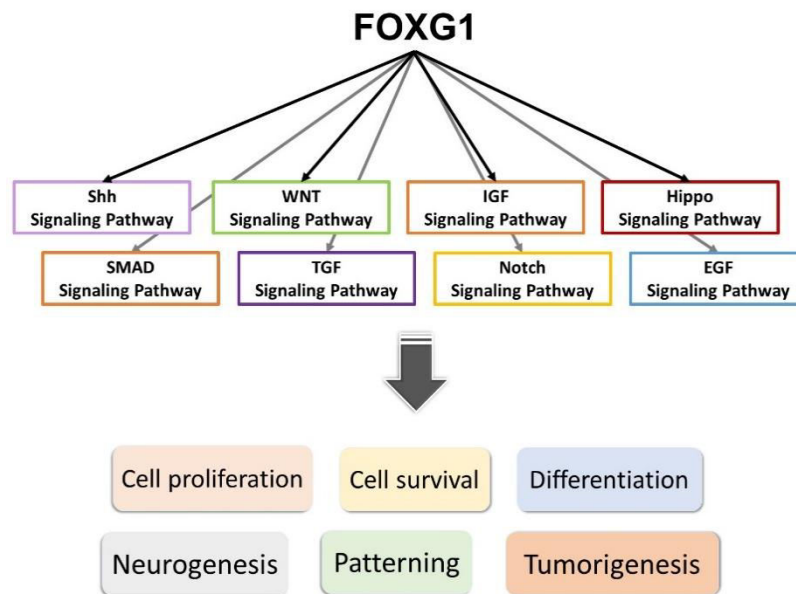 FOXG1
Shh
Signaling Pathway
WNT
Signaling Pathway
IGF
Signaling Pathway
Hippo
Signaling Pathway
SMAD
Signaling Pathway
TGF
Signaling Pathway
Notch
Signaling Pathway
EGF
Signaling Pathway
Cell proliferation
Cell survival
Differentiation
Neurogenesis
Patterning
Tumorigenesis